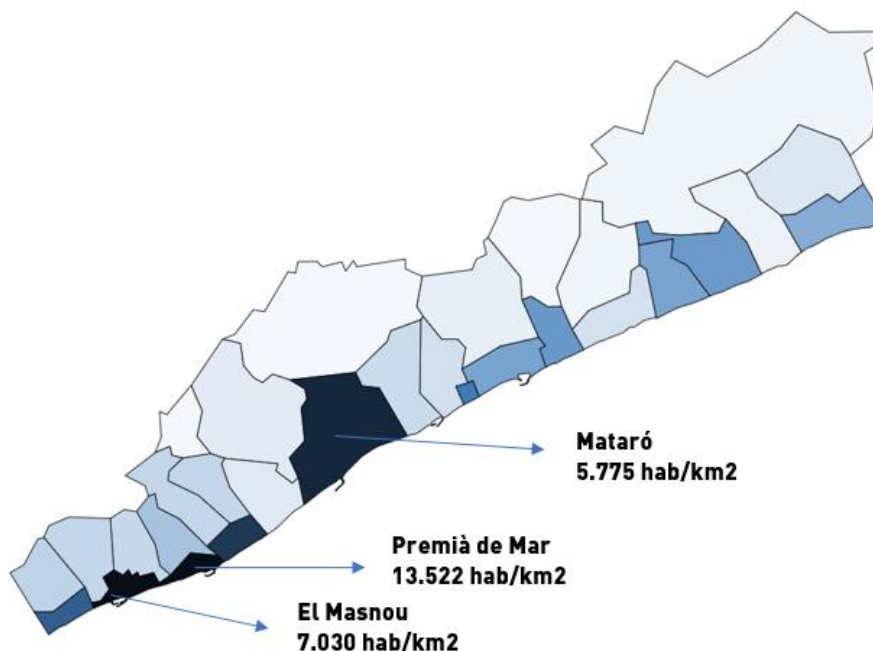 Mataró
5.775 hab/km2
Premià de Mar
13.522 hab/km2
El Masnou
7.030 hab/km2